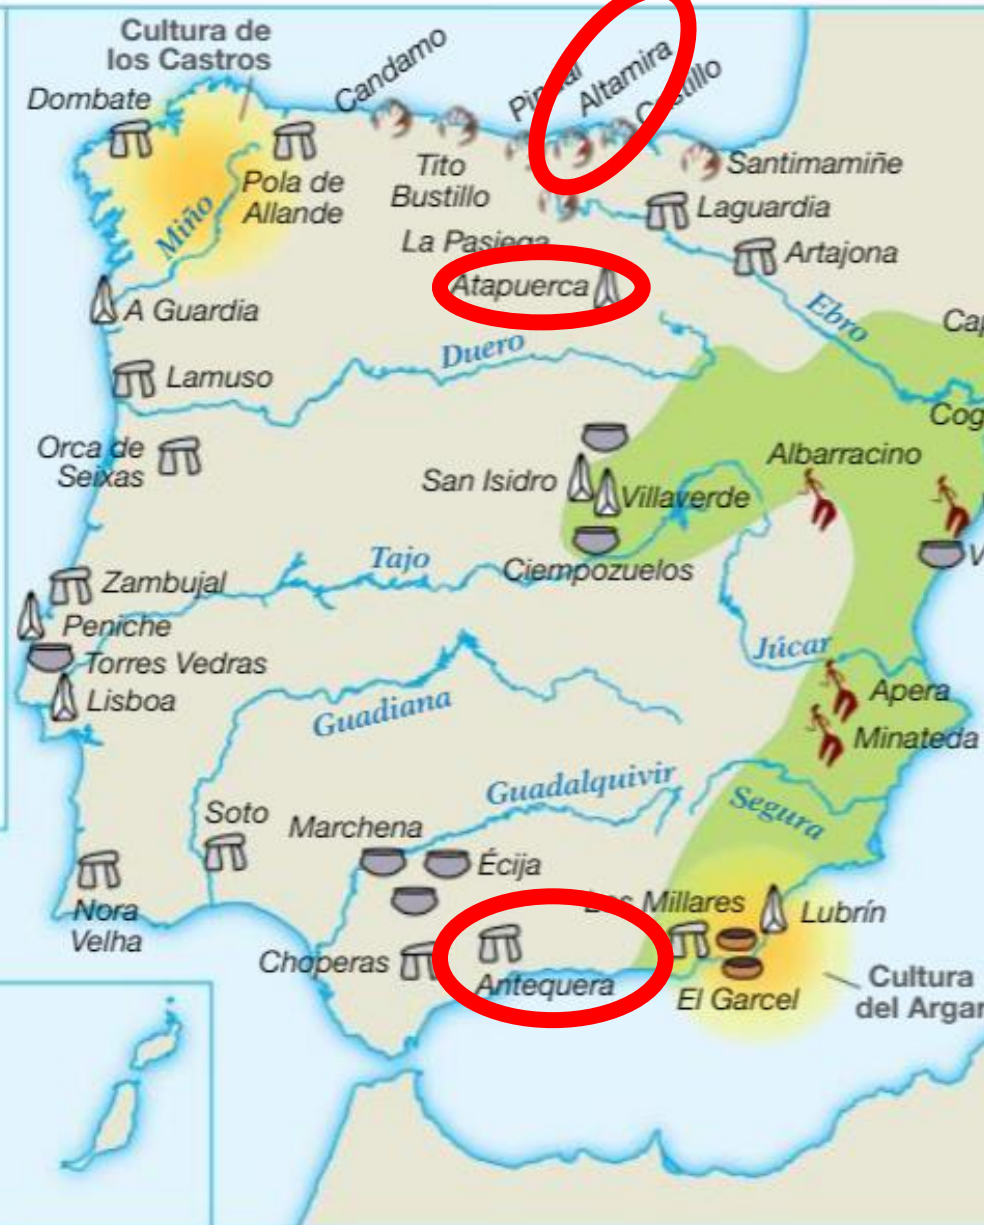 Cultura de
los Castros
Dombate
Candamo
Pindal
Altamira
Castillo
Tito
Bustillo
Santimamiñe
Pola de
Allande
Miño
Laguardia
La Pasiega
Artajona
Atapuerca
A Guardia
Ebro
Cap
Duero
Lamuso
Cog
Orca de
Seixas
Albarracino
San Isidro
Villaverde
Tajo
Ciempozuelos
V
Zambujal
Peniche
Torres Vedras
Júcar
Lisboa
Guadiana
Apera
Minateda
Guadalquivir
Segura
Soto
Marchena
Écija
Los Millares
Lubrín
Nora
Velha
Choperas
Antequera
El Garcel
Cultura
del Argar